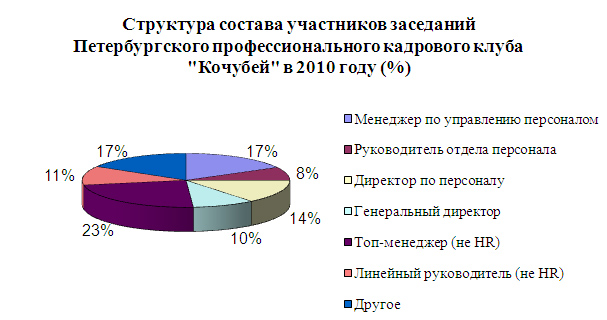 Структура состава участников заседаний
Петербургского профессионального кадрового клуба
"Кочубей" в 2010 году (%)
17%
17%
8%
11%
14%
23%
10%
Менеджер по управлению персоналом
Руководитель отдела персонала
Директор по персоналу
Генеральный директор
Топ-менеджер (не HR)
Линейный руководитель (не HR)
Другое